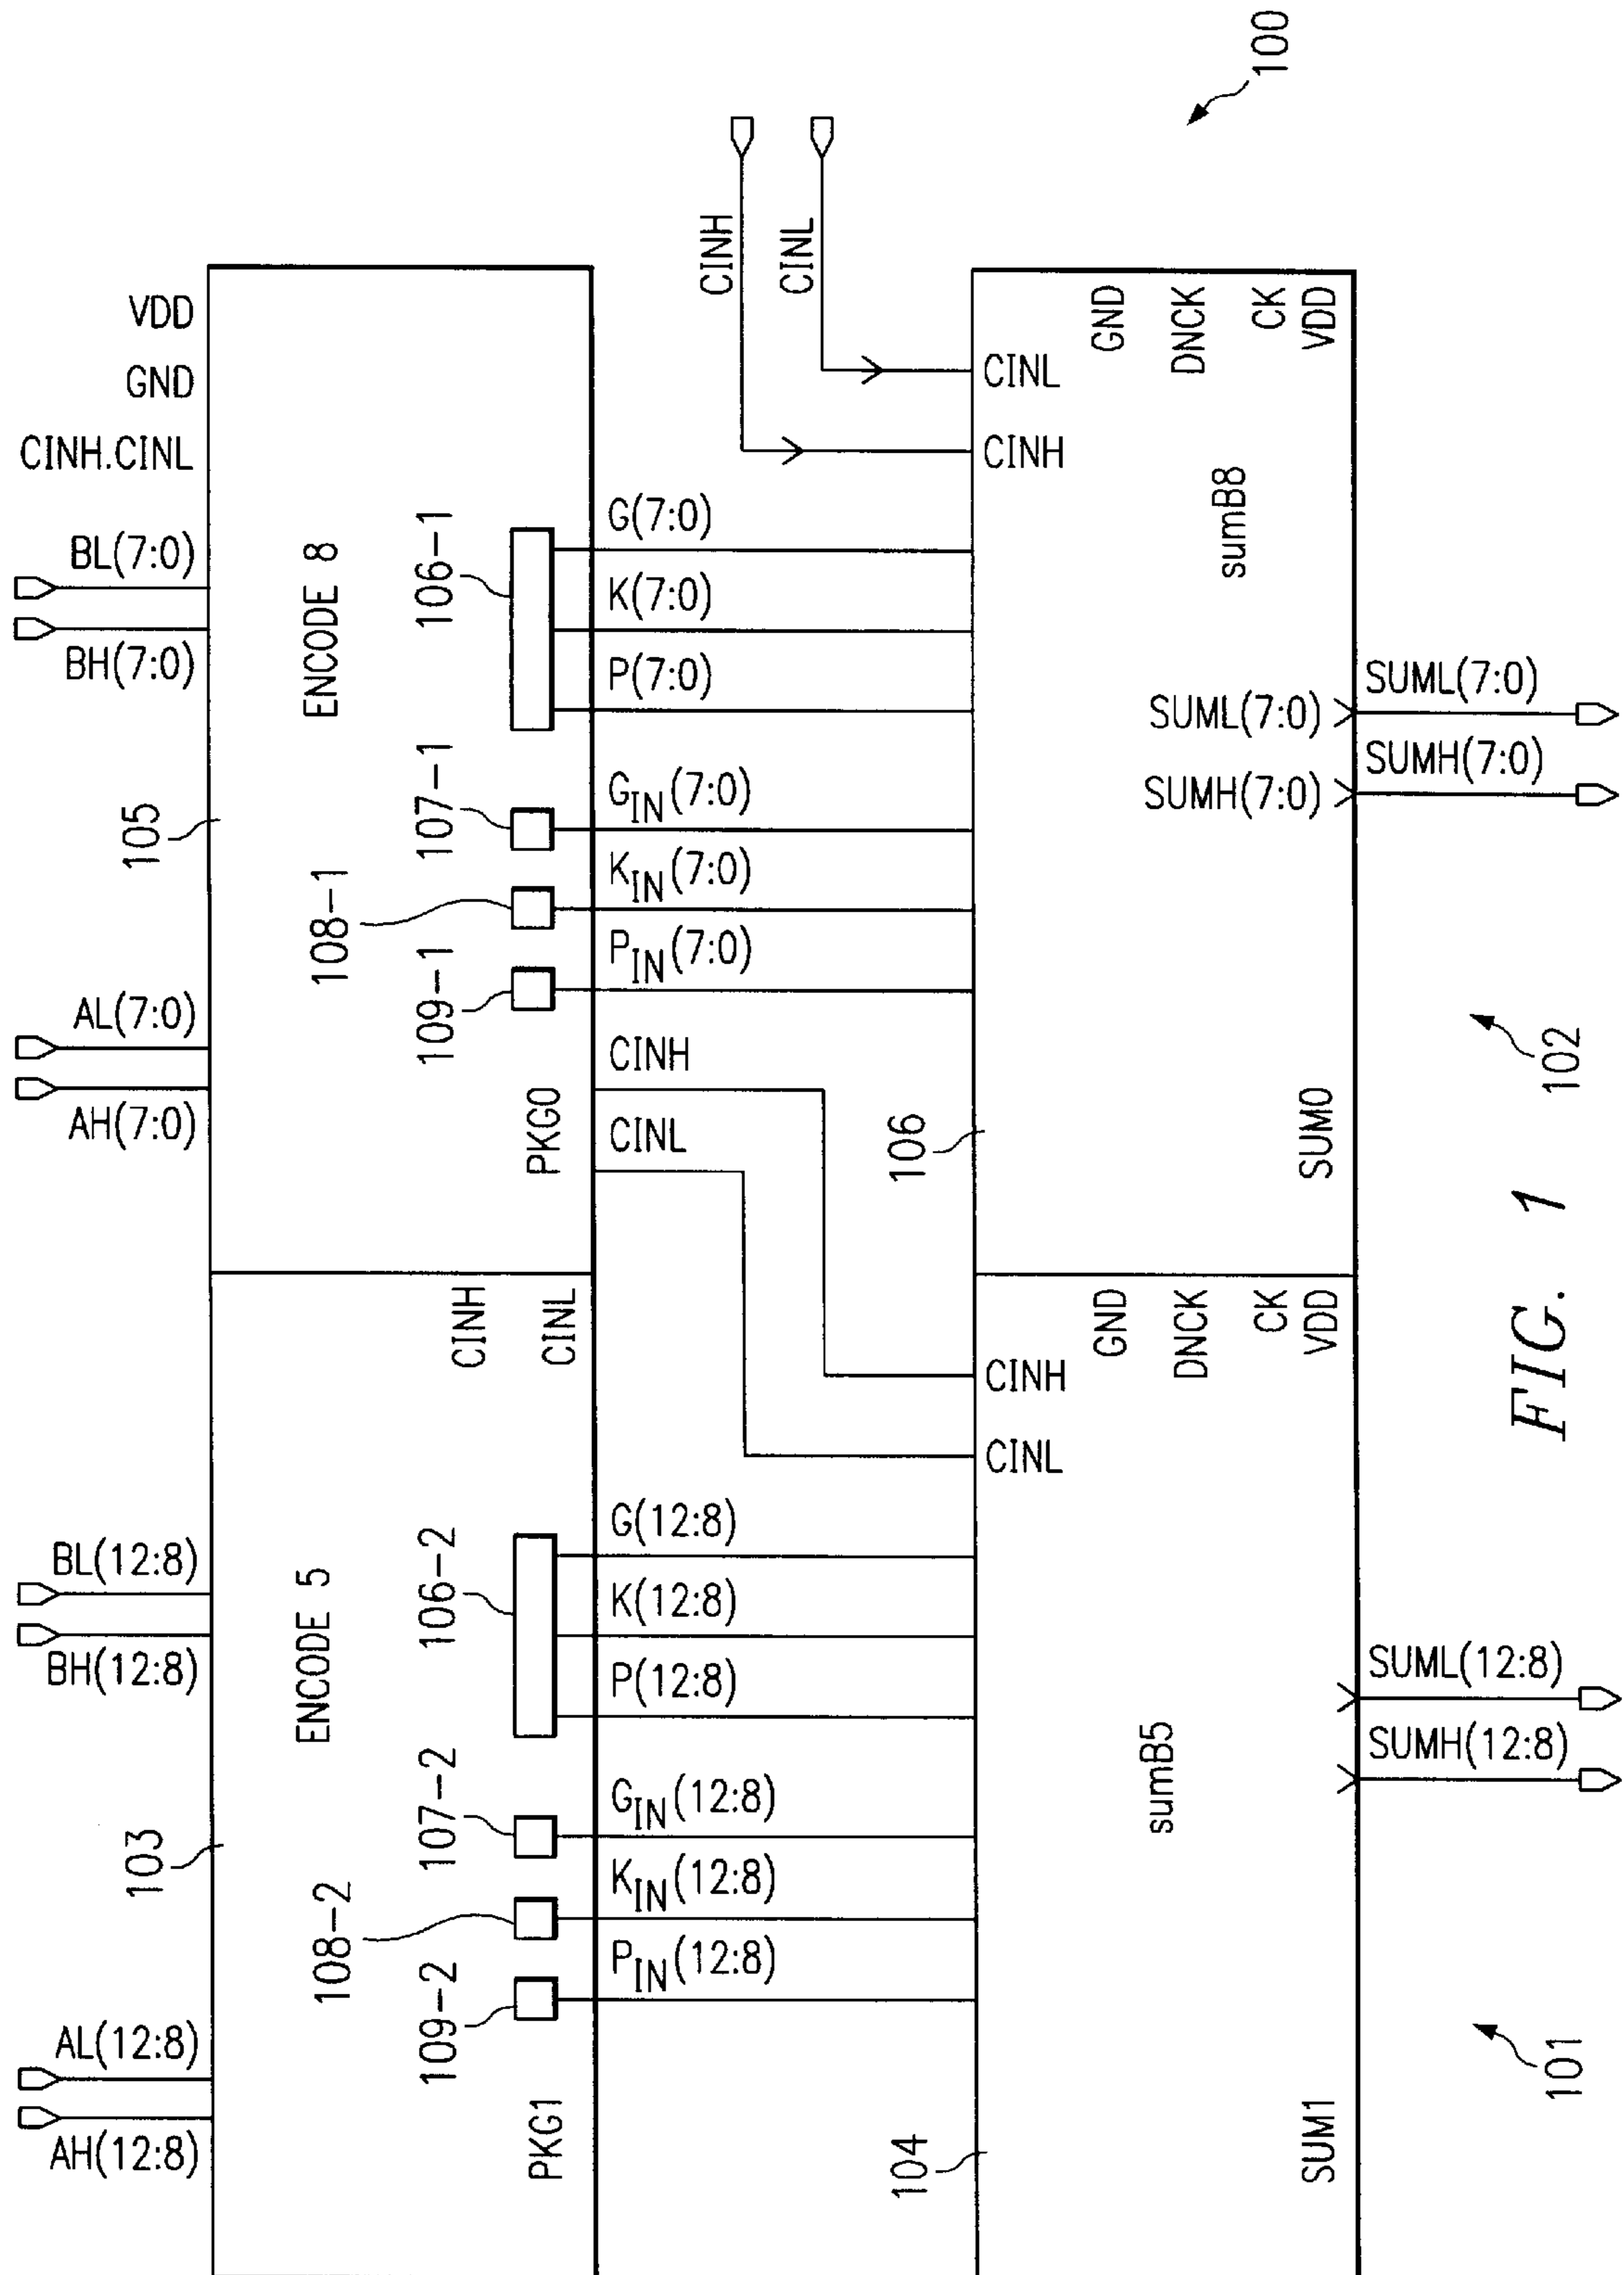 AH(12:8)
AL(12:8)
BH(12:8)
BL(12:8)
AH(7:0)
AL(7:0)
BH(7:0)
BL(7:0)
CINH.CINL
GND
VDD
103
105
ENCODE 5
ENCODE 8
109-2
108-2
107-2
106-2
CINH
CINL
109-1
108-1
107-1
106-1
PKG1
PKG0
PIN(12:8)
KIN(12:8)
GIN(12:8)
P(12:8)
K(12:8)
G(12:8)
CINL
CINH
PIN(7:0)
KIN(7:0)
GIN(7:0)
P(7:0)
K(7:0)
G(7:0)
CINH
CINL
104
106
CINL
CINH
CINH
CINL
sumB5
sumB8
GND
DNCK
CK
VDD
GND
DNCK
CK
VDD
SUMH(7:0)
SUML(7:0)
SUM1
SUM0
SUMH(12:8)
SUML(12:8)
SUMH(7:0)
SUML(7:0)
101
102
100
FIG. 1